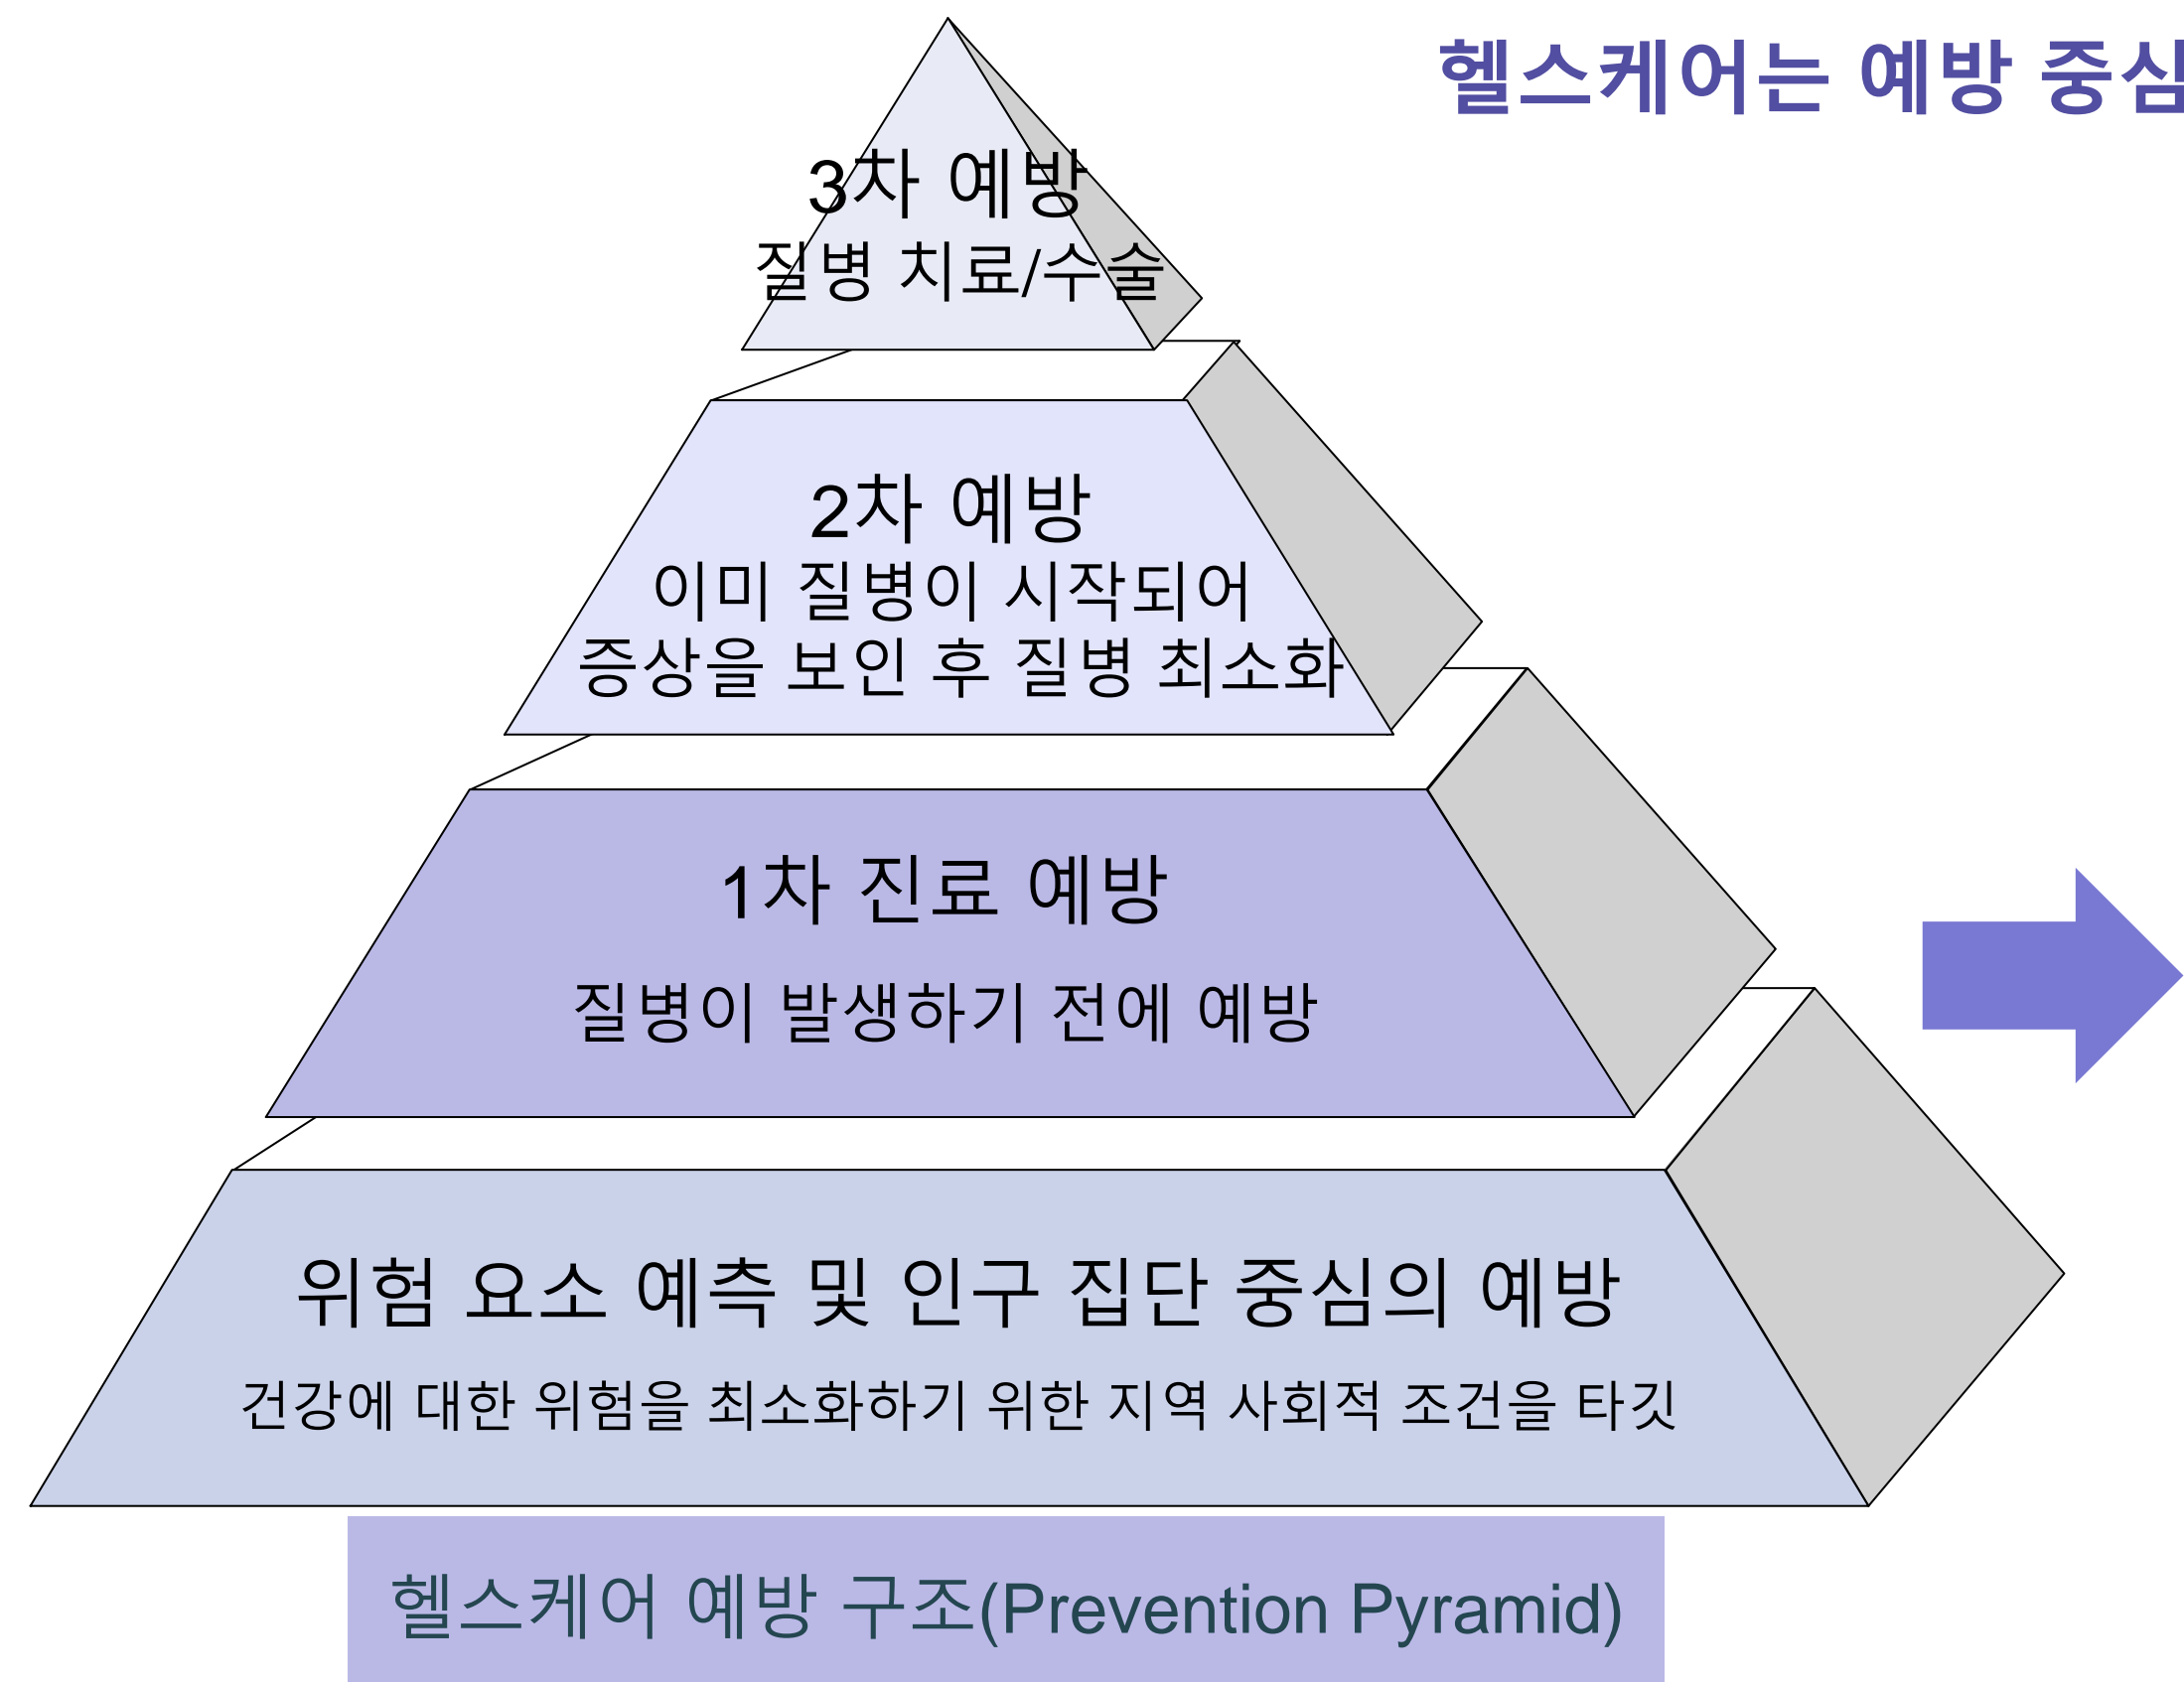 헬스케어는 예방 중심
3차 예방
질병 치료/수술
2차 예방
이미 질병이 시작되어
증상을 보인 후 질병 최소화
1차 진료 예방
질병이 발생하기 전에 예방
위험 요소 예측 및 인구 집단 중심의 예방
건강에 대한 위험을 최소화하기 위한 지역 사회적 조건을 타깃
헬스케어 예방 구조(Prevention Pyramid)